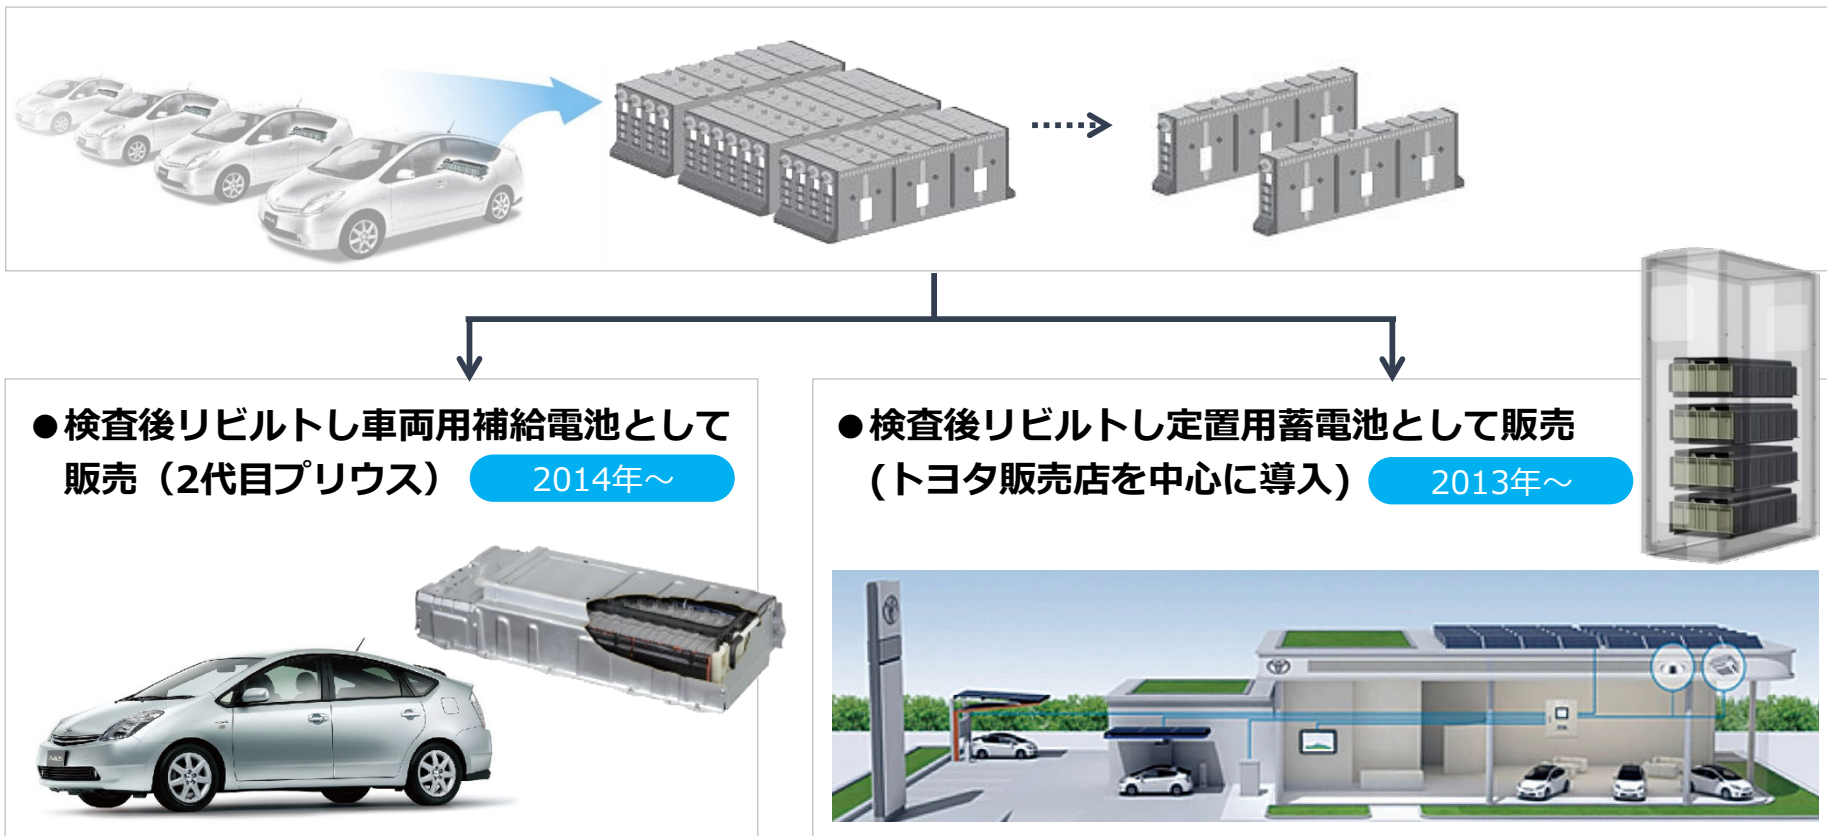 ●検査後リビルトし車両用補給電池として
販売（2代目プリウス）
2014年～
●検査後リビルトし定置用蓄電池として販売
(トヨタ販売店を中心に導入)
2013年～